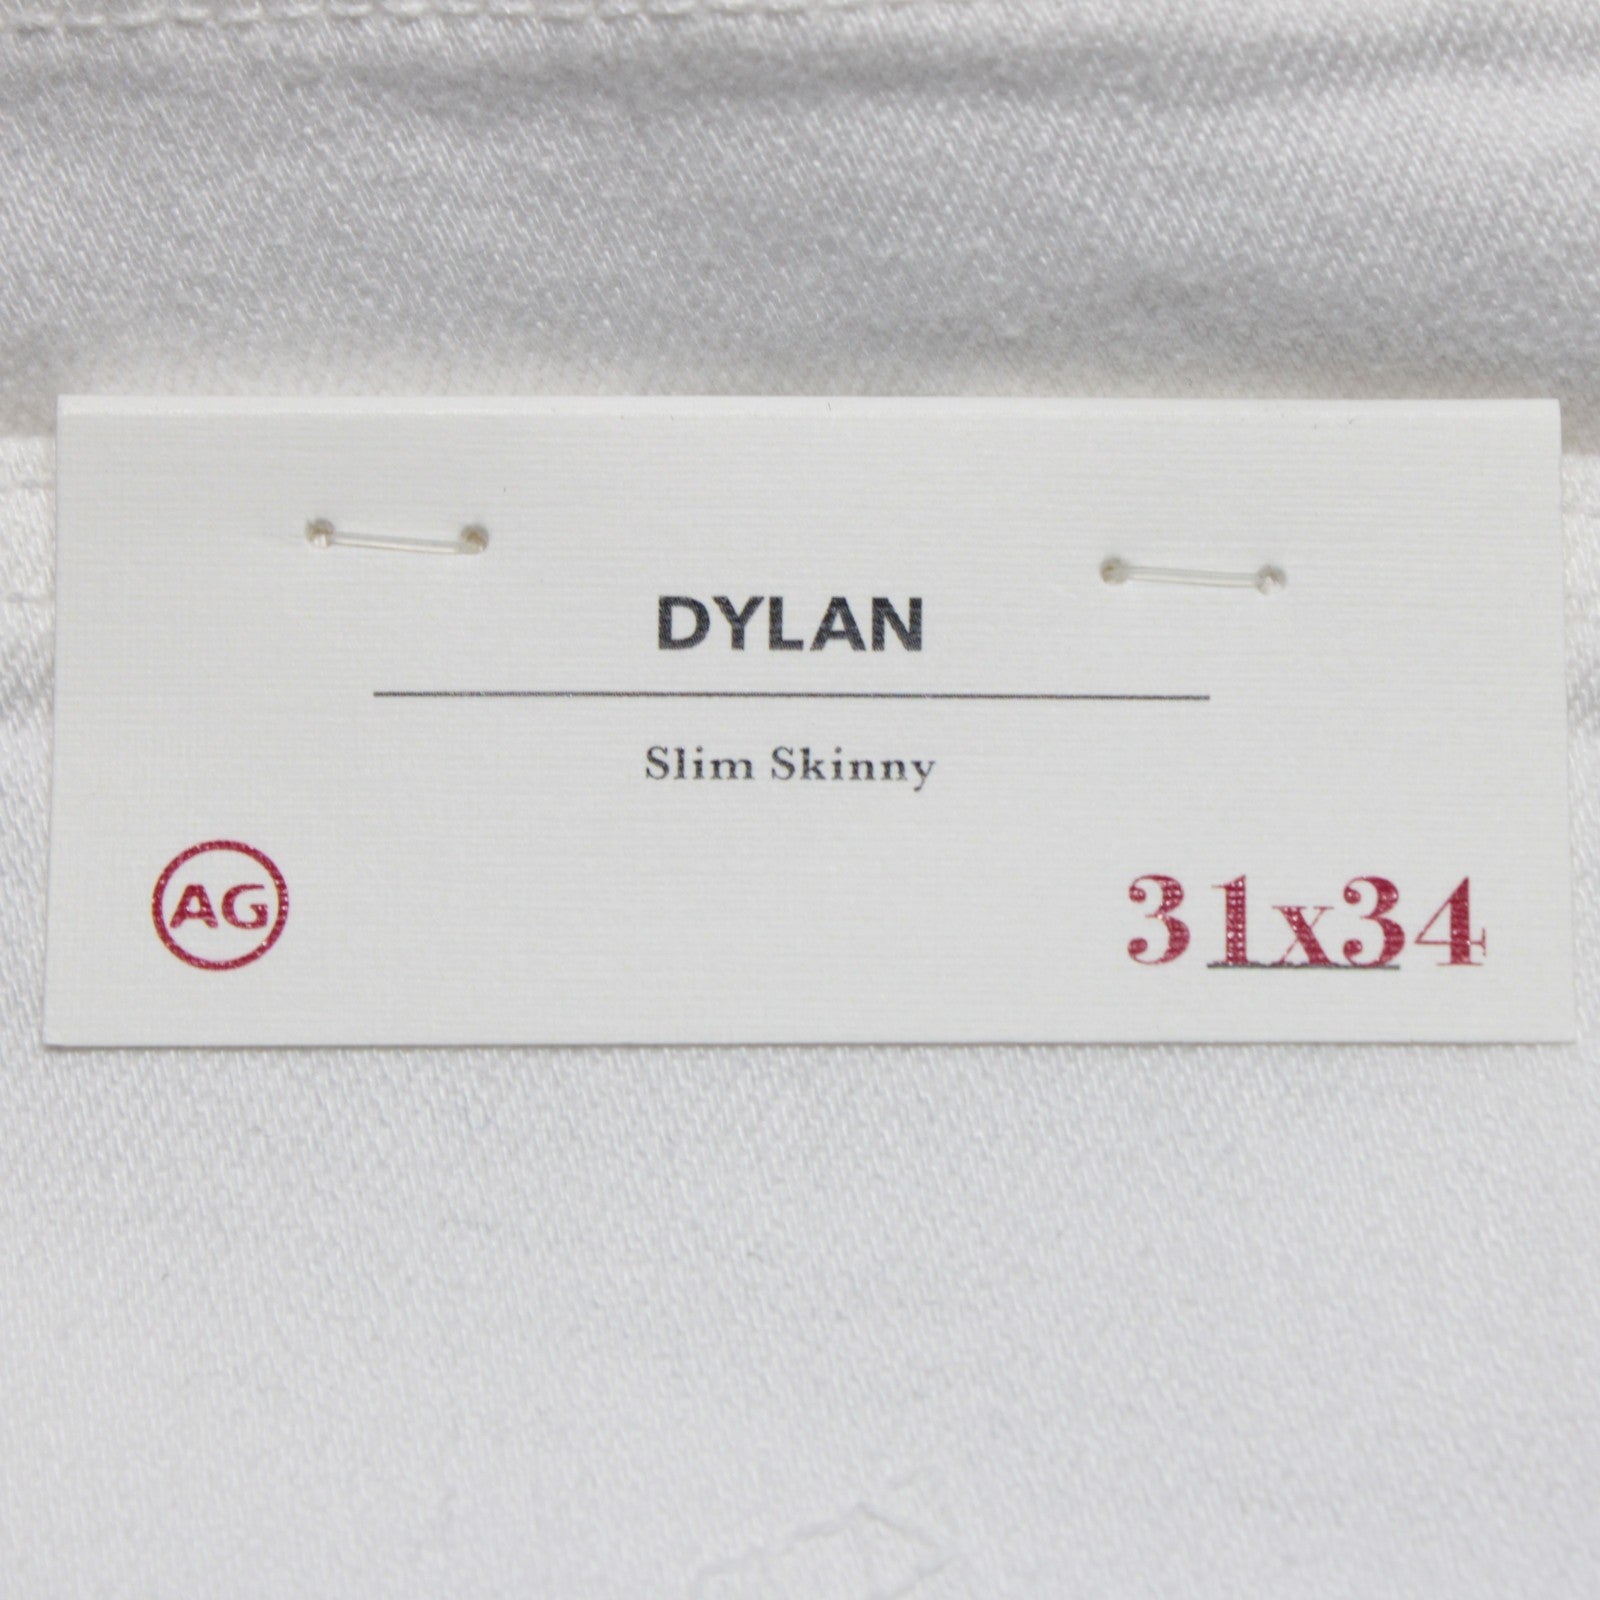 DYLAN
Slim Skinny
AG
31x34